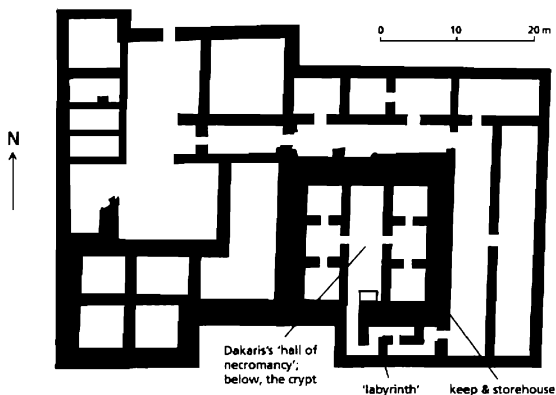 0 10 20 m
N
Dakaris's 'hall of
necromancy';
below, the crypt
'labyrinth'
keep & storehouse